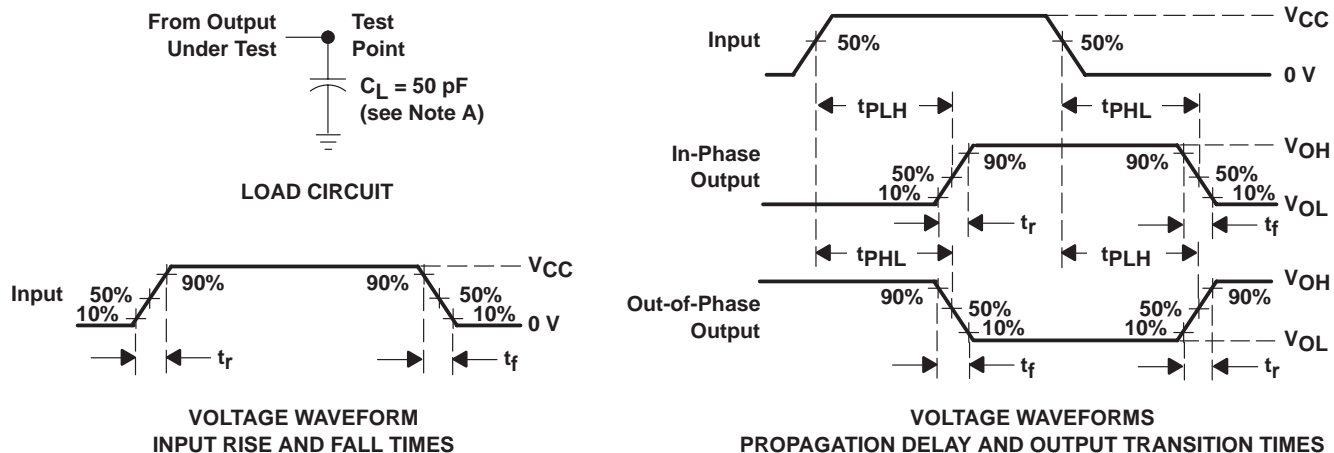 From Output
Under Test
Test
Point
CL = 50 pF
(see Note A)
LOAD CIRCUIT
Input
50%
10%
90%
90%
50%
10%
VCC
0 V
tr
tf
VOLTAGE WAVEFORM
INPUT RISE AND FALL TIMES
Input
50%
50%
VCC
0 V
tPLH
tPHL
In-Phase
Output
50%
10%
90%
90%
50%
10%
VOH
VOL
tr
tf
tPHL
tPLH
Out-of-Phase
Output
90%
50%
10%
50%
10%
90%
VOH
VOL
tf
tr
VOLTAGE WAVEFORMS
PROPAGATION DELAY AND OUTPUT TRANSITION TIMES